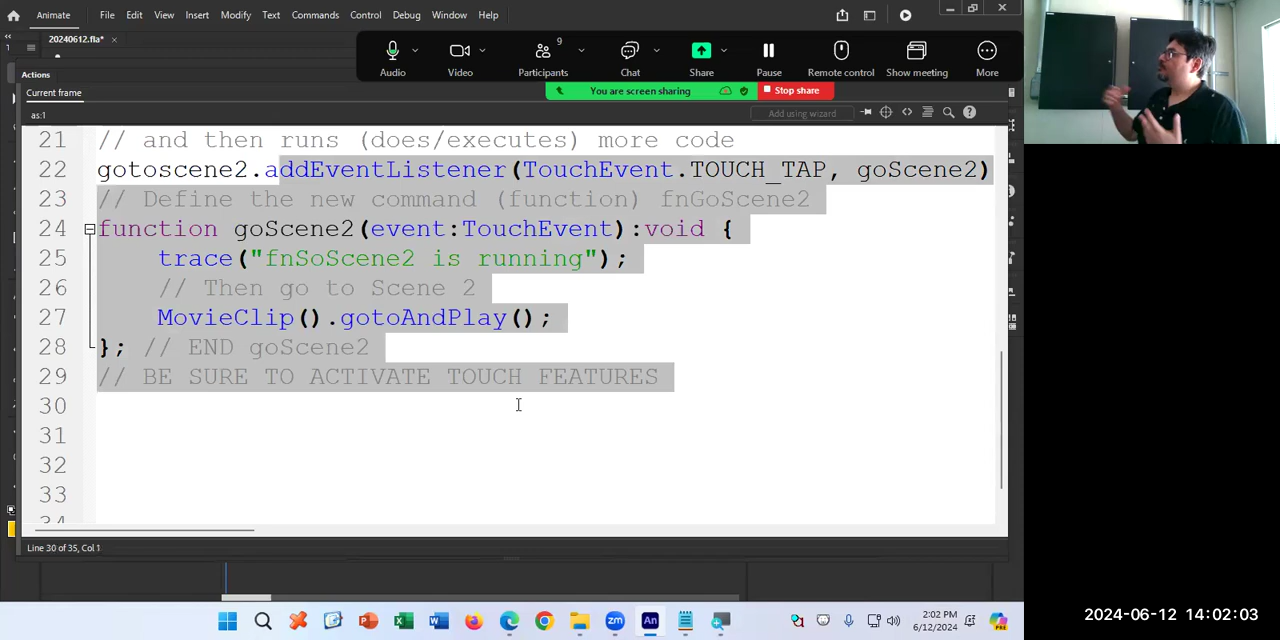 Animate File Edit View Insert Modify Text Commands Control Debug Window Help
20240612.fla* ×
9
Audio Video Participants Chat Share Pause Remote control Show meeting More
You are screen sharing Stop share
Actions
Current frame
as:1
Add using wizard
21 // and then runs (does/executes) more code
22 gotoscene2.addEventListener(TouchEvent.TOUCH_TAP, goScene2)
23 // Define the new command (function) fnGoScene2
24 function goScene2(event:TouchEvent):void {
25 trace("fnSoScene2 is running");
26 // Then go to Scene 2
27 MovieClip().gotoAndPlay();
28 }; // END goScene2
29 // BE SURE TO ACTIVATE TOUCH FEATURES
30
31
32
33
34
Line 30 of 35, Col 1
2:02 PM
6/12/2024
2024-06-12 14:02:03